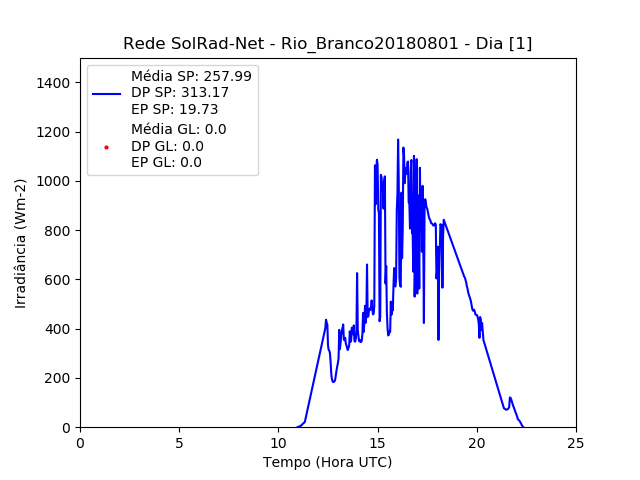 Rede SolRad-Net - Rio_Branco20180801 - Dia [1]
Média SP: 257.99
DP SP: 313.17
EP SP: 19.73
Média GL: 0.0
DP GL: 0.0
EP GL: 0.0
Irradiância (Wm-2)
1400
1200
1000
800
600
400
200
0
0 5 10 15 20 25
Tempo (Hora UTC)